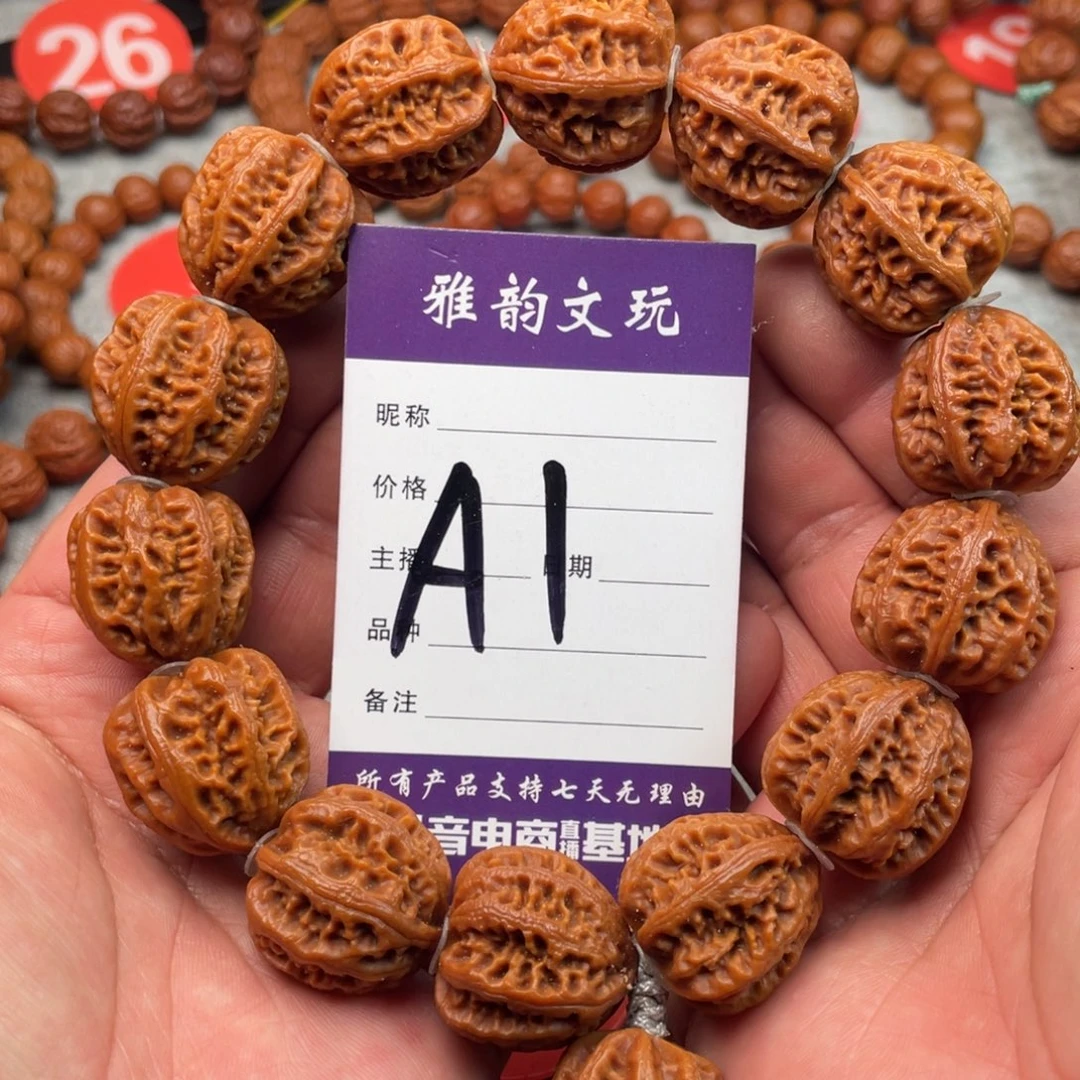 26
雅韵文玩
昵称
价格
A1
主播 日期
品种
备注
所有产品支持七天无理由
音电商直播基地